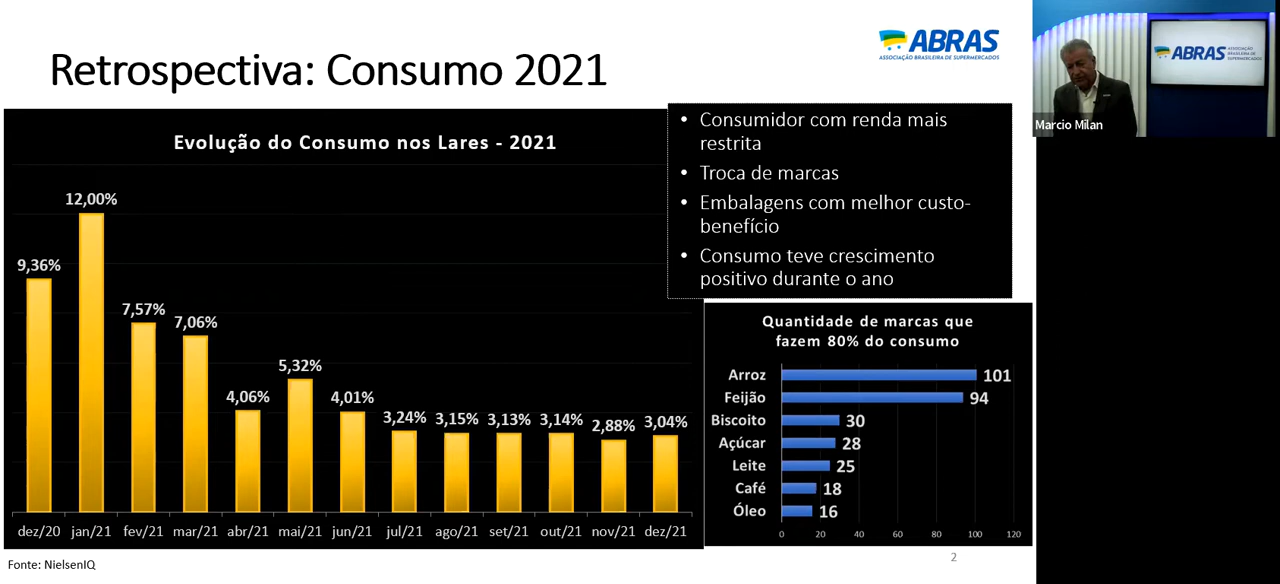 Retrospectiva: Consumo 2021
ABRAS
ASSOCIAÇÃO BRASILEIRA DE SUPERMERCADOS
ABRAS
ASSOCIAÇÃO
BRASILEIRA DE
SUPERMERCADOS
Marcio Milan
Evolução do Consumo nos Lares - 2021
9,36%
12,00%
7,57%
7,06%
4,06%
5,32%
4,01%
3,24%
3,15%
3,13%
3,14%
2,88%
3,04%
dez/20 jan/21 fev/21 mar/21 abr/21 mai/21 jun/21 jul/21 ago/21 set/21 out/21 nov/21 dez/21
• Consumidor com renda mais
restrita
• Troca de marcas
• Embalagens com melhor custo-
benefício
• Consumo teve crescimento
positivo durante o ano
Quantidade de marcas que
fazem 80% do consumo
Arroz 101
Feijão 94
Biscoito 30
Açúcar 28
Leite 25
Café 18
Óleo 16
0 20 40 60 80 100 120
2
Fonte: NielsenIQ